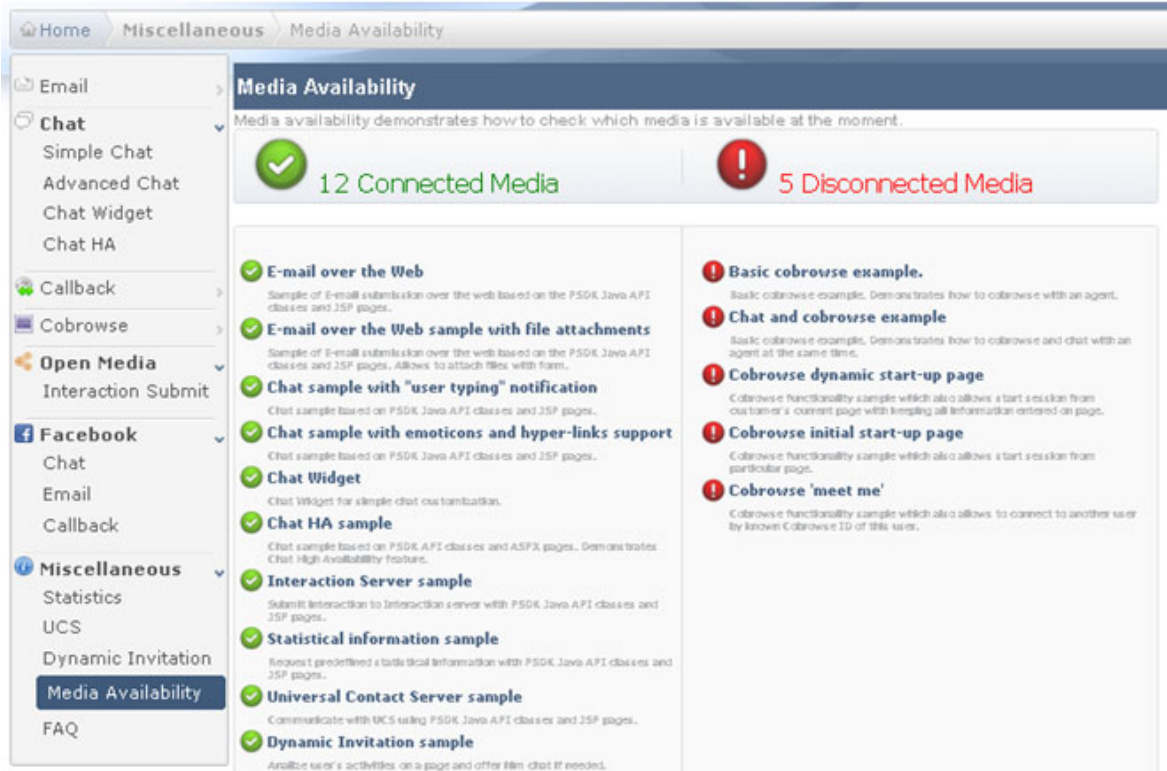 Home Miscellaneous Media Availability
Email
Chat
Simple Chat
Advanced Chat
Chat Widget
Chat HA
Callback
Cobrowse
Open Media
Interaction Submit
Facebook
Chat
Email
Callback
Miscellaneous
Statistics
UCS
Dynamic Invitation
Media Availability
FAQ
Media Availability
Media availability demonstrates how to check which media is available at the moment.
12 Connected Media
5 Disconnected Media
E-mail over the Web
Sample of E-mail submission over the web based on the PSDK Java API
classes and JSP pages.
E-mail over the Web sample with file attachments
Sample of E-mail submission over the web based on the PSDK Java API
classes and JSP pages. Allows to attach files with form.
Chat sample with "user typing" notification
Chat sample based on PSDK Java API classes and JSP pages.
Chat sample with emoticons and hyper-links support
Chat sample based on PSDK Java API classes and JSP pages.
Chat Widget
Chat Widget for simple chat customization.
Chat HA sample
Chat sample based on PSDK API classes and ASPX pages. Demonstrates
Chat High Availability feature.
Interaction Server sample
Submit interaction to Interaction server with PSDK Java API classes and
JSP pages.
Statistical information sample
Request predefined statistical information with PSDK Java API classes and
JSP pages.
Universal Contact Server sample
Communicate with UCS using PSDK Java API classes and JSP pages.
Dynamic Invitation sample
Analize user's activities on a page and offer him chat if needed.
Basic cobrowse example.
Basic cobrowse example. Demonstrates how to cobrowse with an agent.
Chat and cobrowse example
Basic cobrowse example. Demonstrates how to cobrowse and chat with an
agent at the same time.
Cobrowse dynamic start-up page
Cobrowse functionality sample which also allows start session from
customer's current page with keeping all information entered on page.
Cobrowse initial start-up page
Cobrowse functionality sample which also allows start session from
particular page.
Cobrowse 'meet me'
Cobrowse functionality sample which also allows to connect to another user
by known Cobrowse ID of this user.